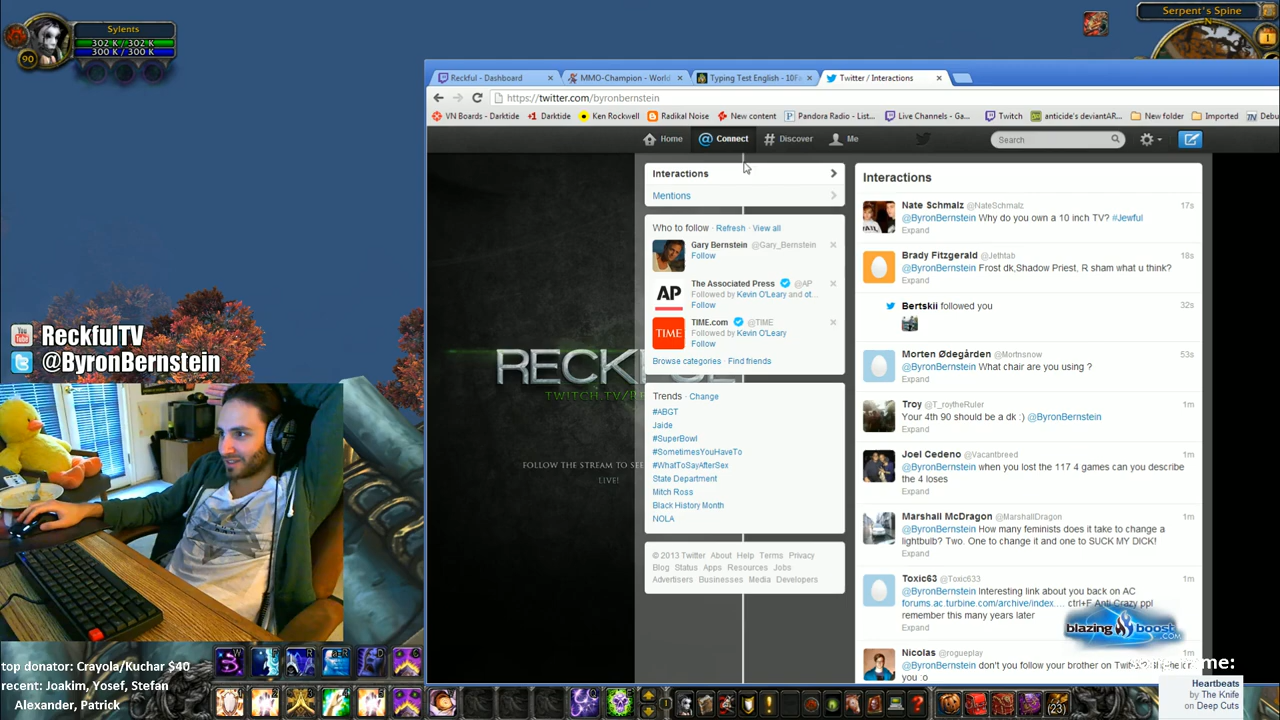 Sylents
302 K / 302 K
300 K / 300 K
90
Serpent's Spine
Reckful - Dashboard
MMO-Champion - World
Typing Test English - 10Fa
Twitter / Interactions
https://twitter.com/byronbernstein
VN Boards - Darktide
Darktide
Ken Rockwell
Radikal Noise
New content
Pandora Radio - List...
Live Channels - Ga...
Twitch
anticide's deviantAR...
New folder
Imported
Debu
Home
Connect
Discover
Me
Search
Interactions
Mentions
Who to follow · Refresh · View all
Gary Bernstein @Gary_Bernstein
Follow
The Associated Press @AP
Followed by Kevin O'Leary and ot...
Follow
AP
TIME.com @TIME
Followed by Kevin O'Leary
Follow
TIME
Browse categories · Find friends
Trends · Change
#ABGT
Jaide
#SuperBowl
#SometimesYouHaveTo
#WhatToSayAfterSex
State Department
Mitch Ross
Black History Month
NOLA
© 2013 Twitter About Help Terms Privacy
Blog Status Apps Resources Jobs
Advertisers Businesses Media Developers
Interactions
Nate Schmalz @NateSchmalz 17s
@ByronBernstein Why do you own a 10 inch TV? #Jewful
Expand
Brady Fitzgerald @Jethtab 18s
@ByronBernstein Frost dk,Shadow Priest, R sham what u think?
Expand
Bertskii followed you 32s
Morten Ødegården @Mortnsnow 53s
@ByronBernstein What chair are you using ?
Expand
Troy @T_roytheRuler 1m
Your 4th 90 should be a dk :) @ByronBernstein
Expand
Joel Cedeno @Vacantbreed 1m
@ByronBernstein when you lost the 117 4 games can you describe
the 4 loses
Expand
Marshall McDragon @MarshallDragon 1m
@ByronBernstein How many feminists does it take to change a
lightbulb? Two. One to change it and one to SUCK MY DICK!
Expand
Toxic63 @Toxic633 1m
@ByronBernstein Interesting link about you back on AC
forums.ac.turbine.com/archive/index.... ctrl+F Anti Crazy ppl
remember this many years later
Expand
Nicolas @rogueplay 1m
@ByronBernstein don't you follow your brother on Twitter
you :o
RECKFUL
TWITCH.TV/RE
FOLLOW THE STREAM TO SEE
LIVE!
ReckfulTV
@ByronBernstein
blazing boost
.COM
me:
Heartbeats
by The Knife
on Deep Cuts
top donator: Crayola/Kuchar $40
recent: Joakim, Yosef, Stefan
Alexander, Patrick
(23)